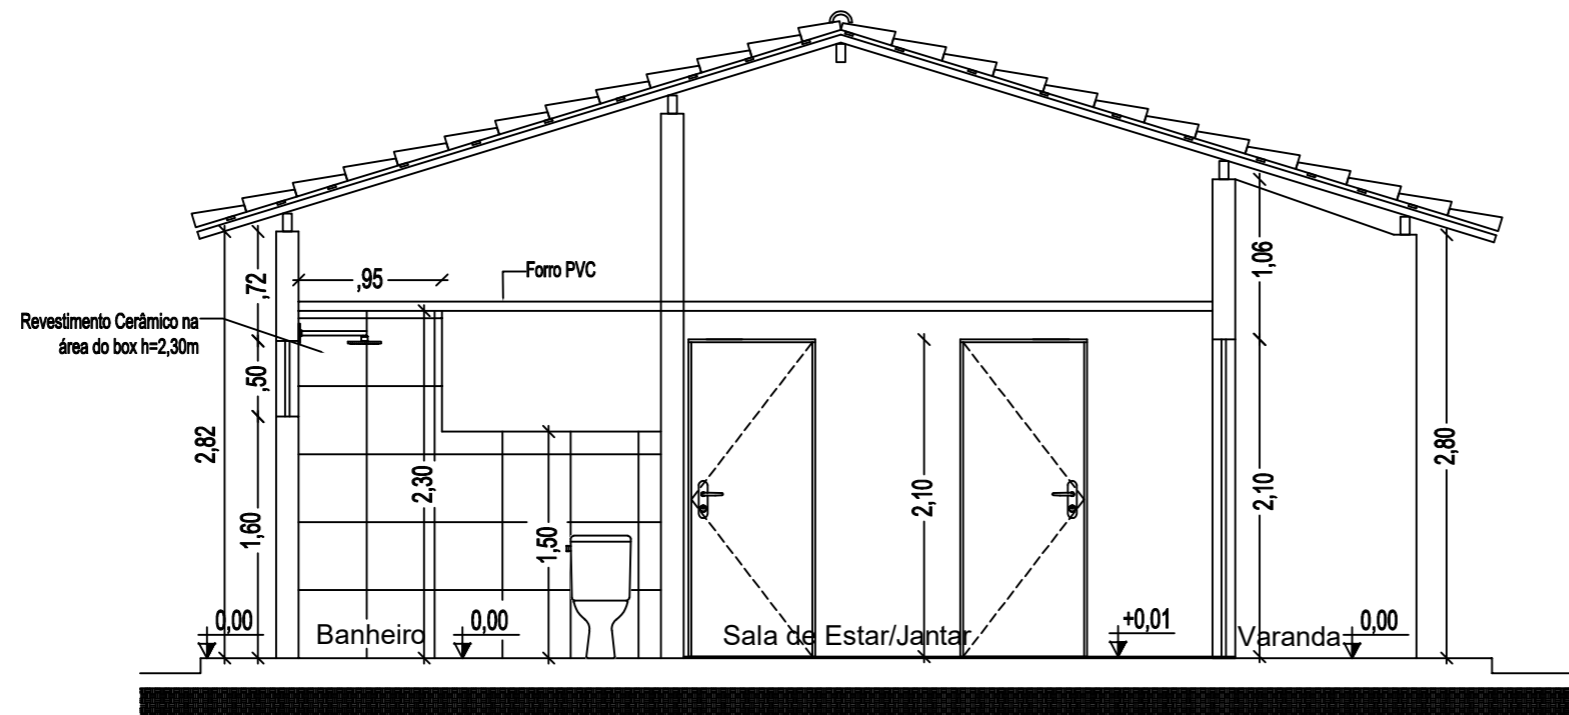 ,95
Forro PVC
,72
1,06
Revestimento Cerâmico na
área do box h=2,30m
,50
2,82
2,30
2,10
2,10
2,80
1,60
1,50
0,00
Banheiro
0,00
Sala de Estar/Jantar
+0,01
Varanda
0,00